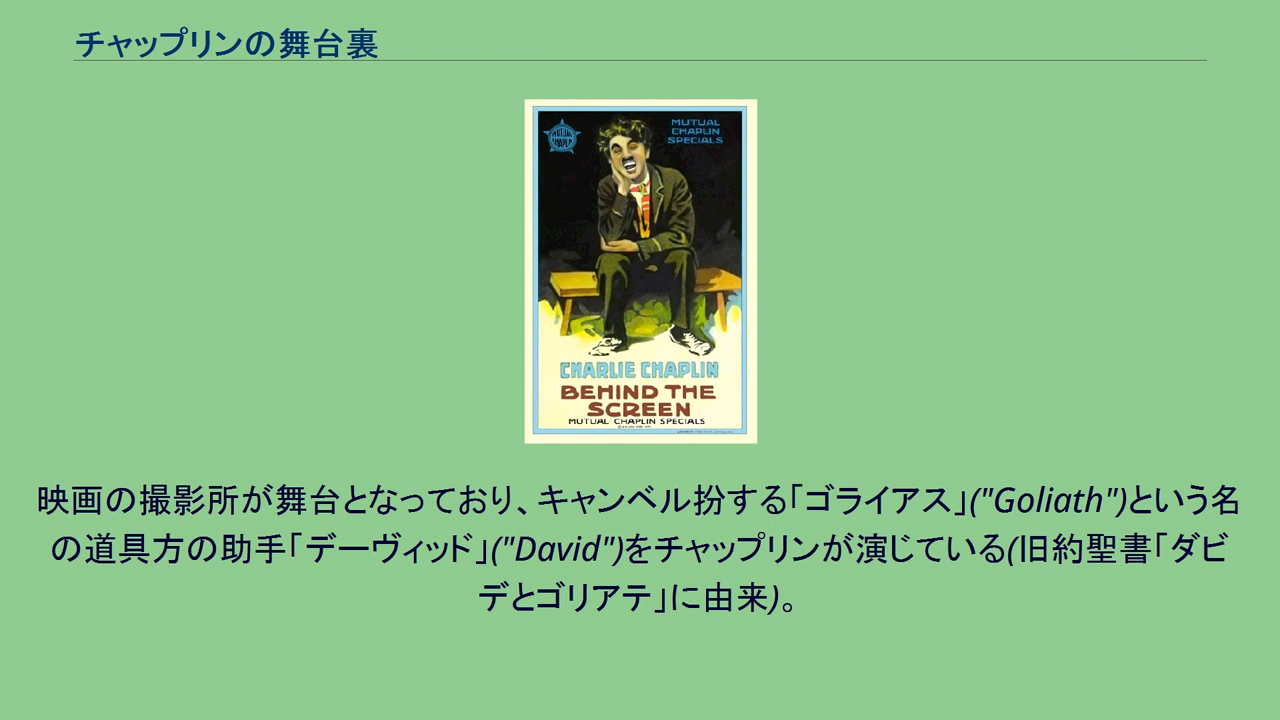 チャップリンの舞台裏
MUTUAL
CHAPLIN
MUTUAL
CHAPLIN
SPECIALS
CHARLIE CHAPLIN
BEHIND THE
SCREEN
MUTUAL CHAPLIN SPECIALS
映画の撮影所が舞台となっており、キャンベル扮する「ゴライアス」("Goliath")という名
の道具方の助手「デーヴィッド」("David")をチャップリンが演じている(旧約聖書「ダビ
デとゴリアテ」に由来)。